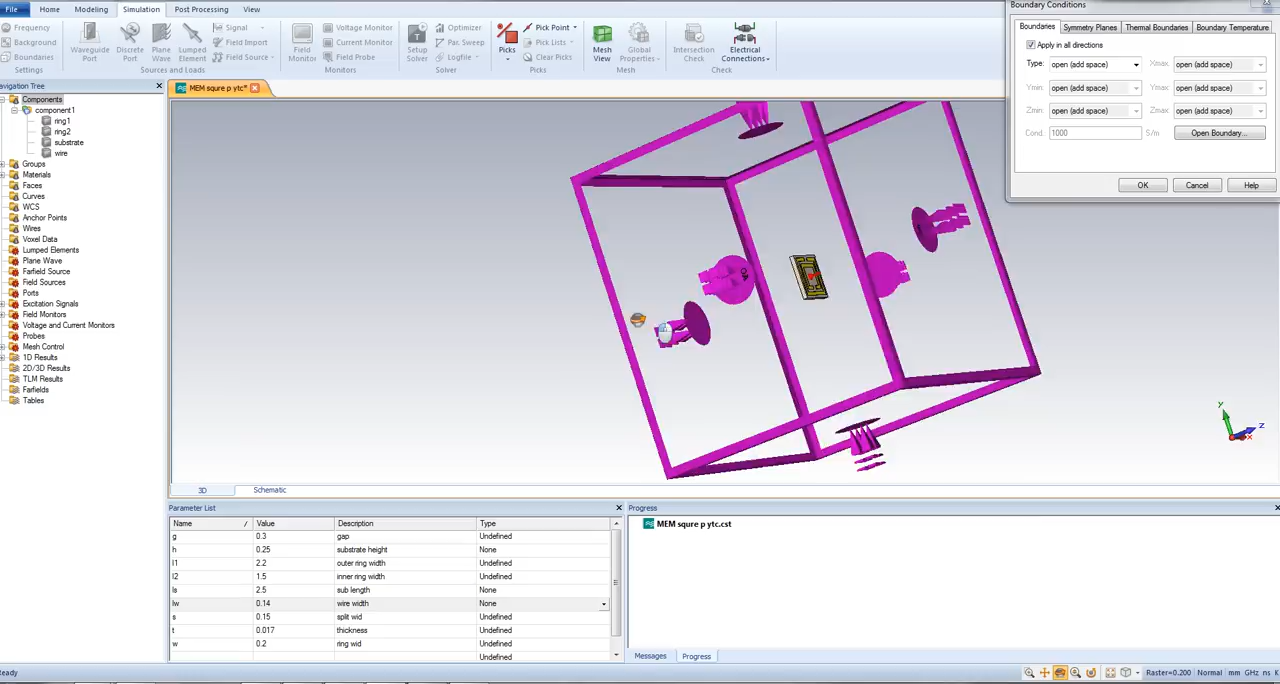 File Home Modeling Simulation Post Processing View
Boundary Conditions
Frequency
Background
Boundaries
Settings
Waveguide Port
Discrete Port
Plane Wave
Lumped Element
Signal
Field Import
Field Source
Sources and Loads
Field Monitor
Voltage Monitor
Current Monitor
Field Probe
Monitors
Setup Solver
Optimizer
Par. Sweep
Logfile
Solver
Picks
Pick Point
Pick Lists
Clear Picks
Picks
Mesh View
Global Properties
Mesh
Intersection Check
Electrical Connections
Check
Boundaries Symmetry Planes Thermal Boundaries Boundary Temperature
Apply in all directions
Type: open (add space) Xmax: open (add space)
Ymin: open (add space) Ymax: open (add space)
Zmin: open (add space) Zmax: open (add space)
Cond. 1000 S/m Open Boundary...
OK Cancel Help
avigation Tree
MEM squre p ytc*
Components
component1
ring1
ring2
substrate
wire
Groups
Materials
Faces
Curves
WCS
Anchor Points
Wires
Voxel Data
Lumped Elements
Plane Wave
Farfield Source
Field Sources
Ports
Excitation Signals
Field Monitors
Voltage and Current Monitors
Probes
Mesh Control
1D Results
2D/3D Results
TLM Results
Farfields
Tables
Y
Z
X
3D Schematic
Parameter List
Name / Value Description Type
g 0.3 gap Undefined
h 0.25 substrate height None
l1 2.2 outer ring width Undefined
l2 1.5 inner ring width Undefined
ls 2.5 sub length None
lw 0.14 wire width None
s 0.15 split wid Undefined
t 0.017 thickness Undefined
w 0.2 ring wid Undefined
Undefined
Progress
MEM squre p ytc.cst
Messages Progress
Ready
Raster=0.200 Normal mm GHz ns K